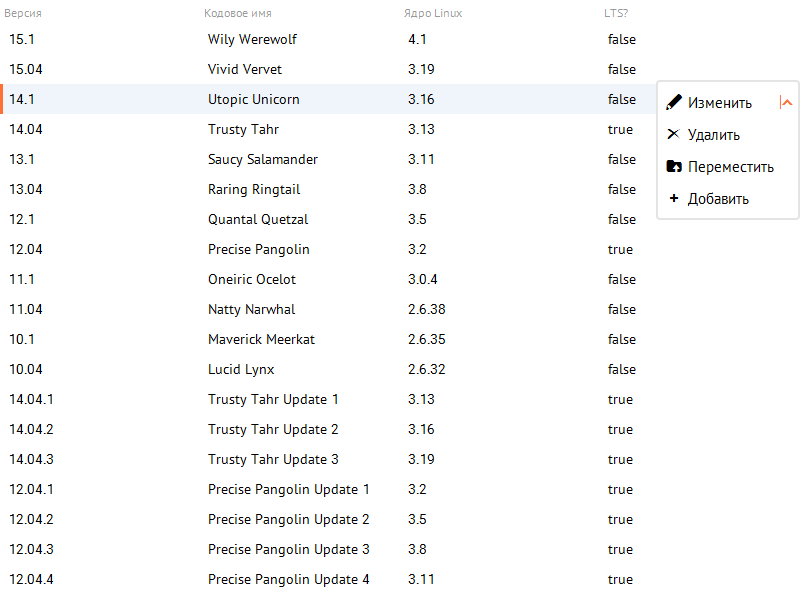 Версия Кодовое имя Ядро Linux LTS?
15.1 Wily Werewolf 4.1 false
15.04 Vivid Vervet 3.19 false
14.1 Utopic Unicorn 3.16 false
Изменить
14.04 Trusty Tahr 3.13 true
Удалить
13.1 Saucy Salamander 3.11 false
Переместить
13.04 Raring Ringtail 3.8 false
Добавить
12.1 Quantal Quetzal 3.5 false
12.04 Precise Pangolin 3.2 true
11.1 Oneiric Ocelot 3.0.4 false
11.04 Natty Narwhal 2.6.38 false
10.1 Maverick Meerkat 2.6.35 false
10.04 Lucid Lynx 2.6.32 false
14.04.1 Trusty Tahr Update 1 3.13 true
14.04.2 Trusty Tahr Update 2 3.16 true
14.04.3 Trusty Tahr Update 3 3.19 true
12.04.1 Precise Pangolin Update 1 3.2 true
12.04.2 Precise Pangolin Update 2 3.5 true
12.04.3 Precise Pangolin Update 3 3.8 true
12.04.4 Precise Pangolin Update 4 3.11 true